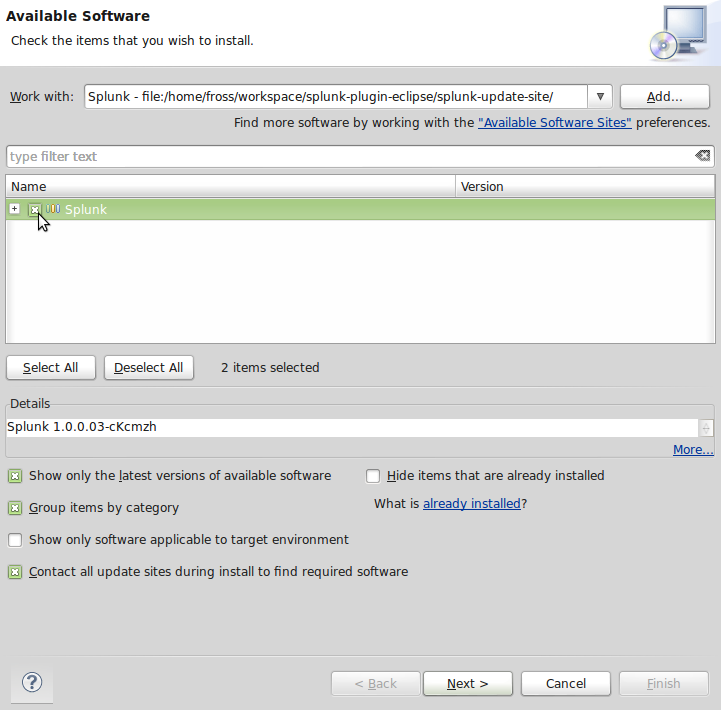 Available Software
Check the items that you wish to install.
Work with: Splunk - file:/home/fross/workspace/splunk-plugin-eclipse/splunk-update-site/ Add...
Find more software by working with the "Available Software Sites" preferences.
type filter text
Name Version
Splunk
Select All Deselect All 2 items selected
Details
Splunk 1.0.0.03-cKcmzh
More...
Show only the latest versions of available software Hide items that are already installed
Group items by category What is already installed?
Show only software applicable to target environment
Contact all update sites during install to find required software
? < Back Next > Cancel Finish